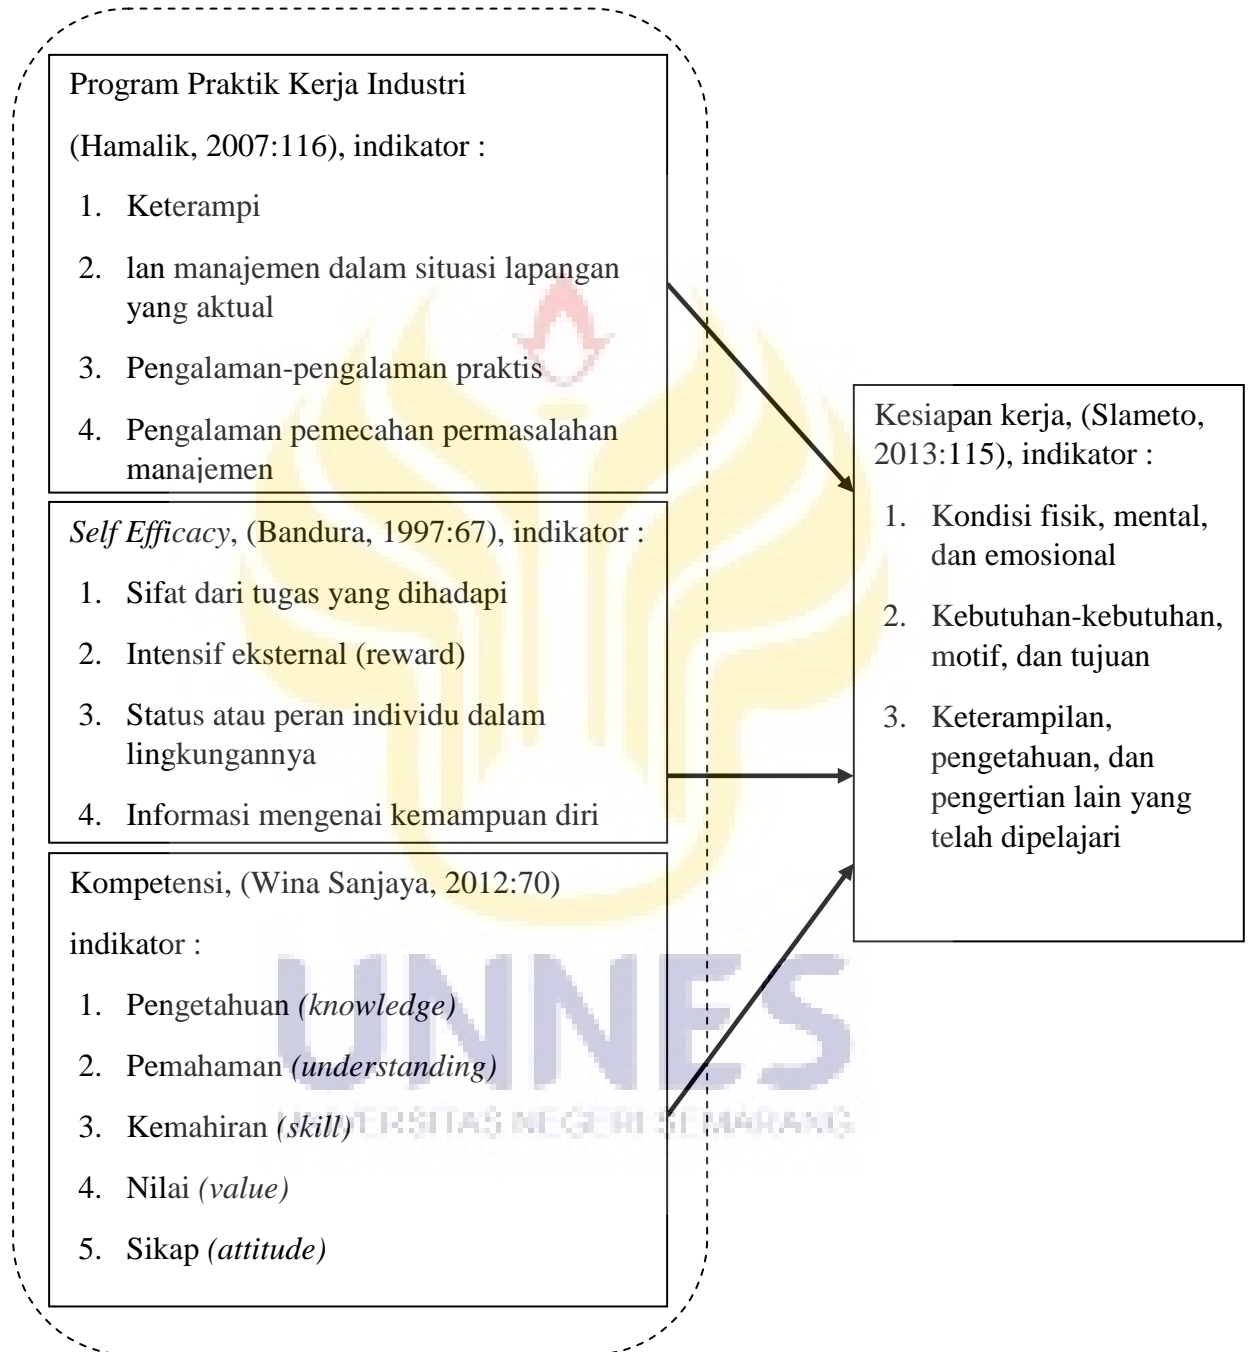 Program Praktik Kerja Industri
(Hamalik, 2007:116), indikator :
1. Keterampi
2. lan manajemen dalam situasi lapangan
yang aktual
3. Pengalaman-pengalaman praktis
4. Pengalaman pemecahan permasalahan
manajemen
Self Efficacy, (Bandura, 1997:67), indikator :
1. Sifat dari tugas yang dihadapi
2. Intensif eksternal (reward)
3. Status atau peran individu dalam
lingkungannya
4. Informasi mengenai kemampuan diri
Kompetensi, (Wina Sanjaya, 2012:70)
indikator :
1. Pengetahuan (knowledge)
2. Pemahaman (understanding)
3. Kemahiran (skill)
4. Nilai (value)
5. Sikap (attitude)
Kesiapan kerja, (Slameto,
2013:115), indikator :
1. Kondisi fisik, mental,
dan emosional
2. Kebutuhan-kebutuhan,
motif, dan tujuan
3. Keterampilan,
pengetahuan, dan
pengertian lain yang
telah dipelajari
UNNES
UNIVERSITAS NEGERI SEMARANG